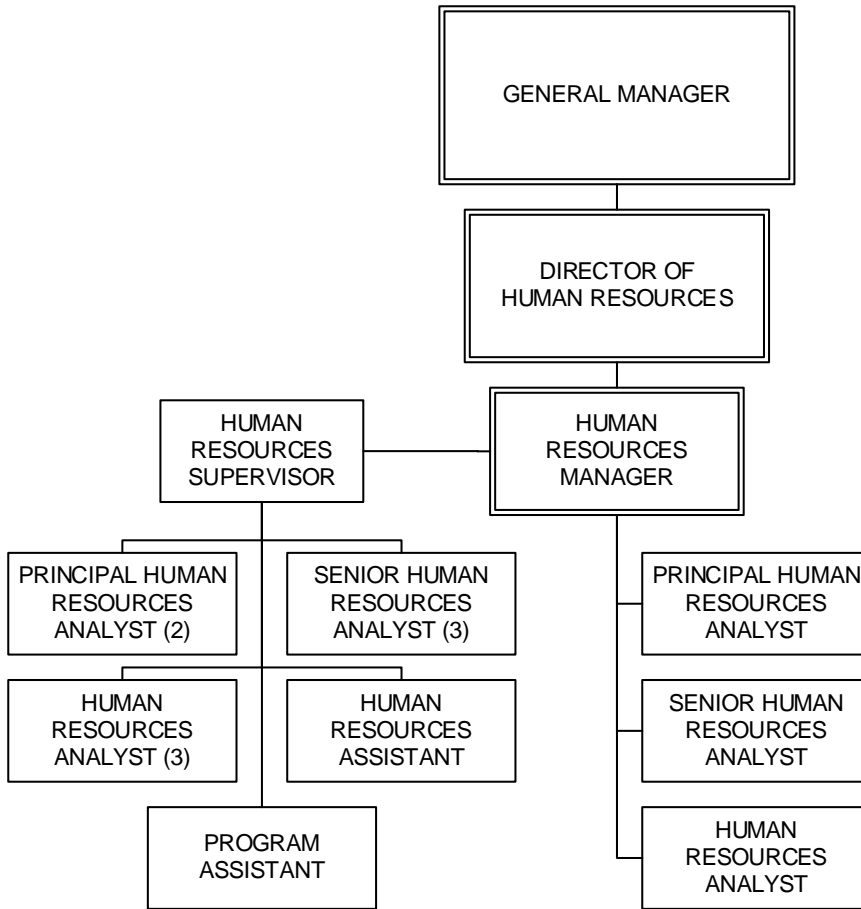 GENERAL MANAGER
DIRECTOR OF
HUMAN RESOURCES
HUMAN
RESOURCES
SUPERVISOR
HUMAN
RESOURCES
MANAGER
PRINCIPAL HUMAN
RESOURCES
ANALYST (2)
SENIOR HUMAN
RESOURCES
ANALYST (3)
PRINCIPAL HUMAN
RESOURCES
ANALYST
HUMAN
RESOURCES
ANALYST (3)
HUMAN
RESOURCES
ASSISTANT
SENIOR HUMAN
RESOURCES
ANALYST
PROGRAM
ASSISTANT
HUMAN
RESOURCES
ANALYST